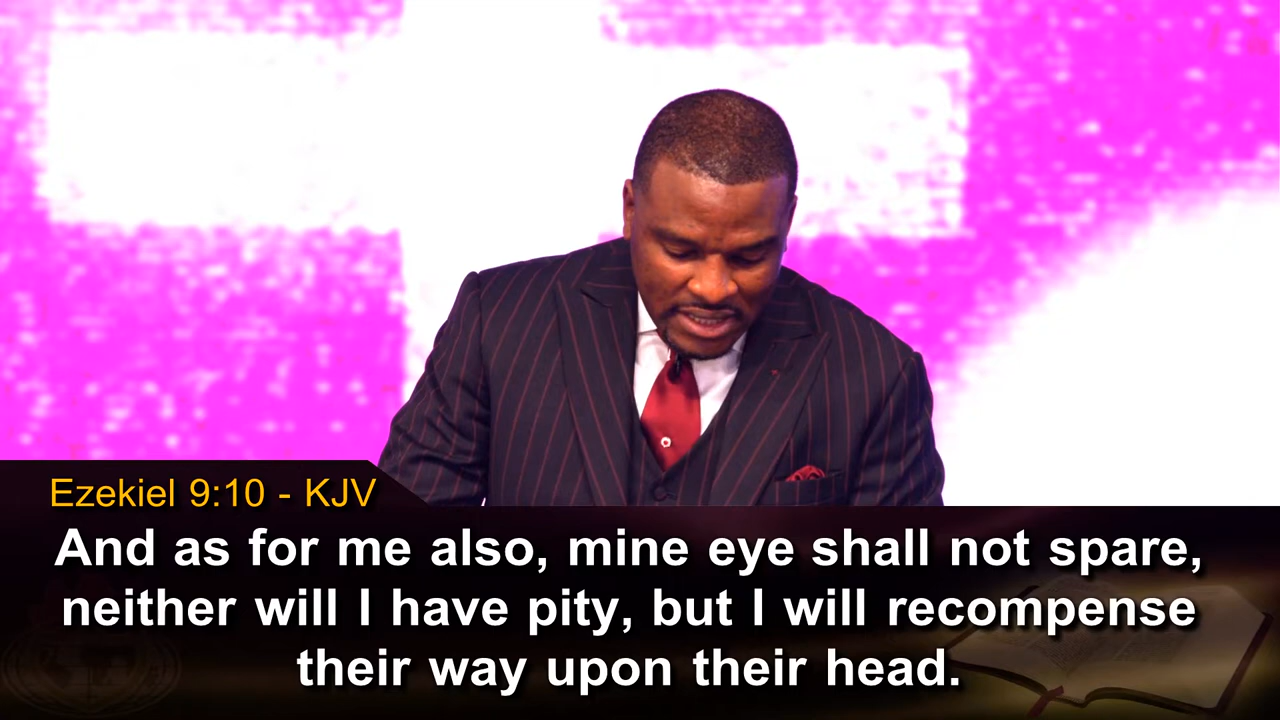 Ezekiel 9:10 - KJV
And as for me also, mine eye shall not spare,
neither will I have pity, but I will recompense
their way upon their head.